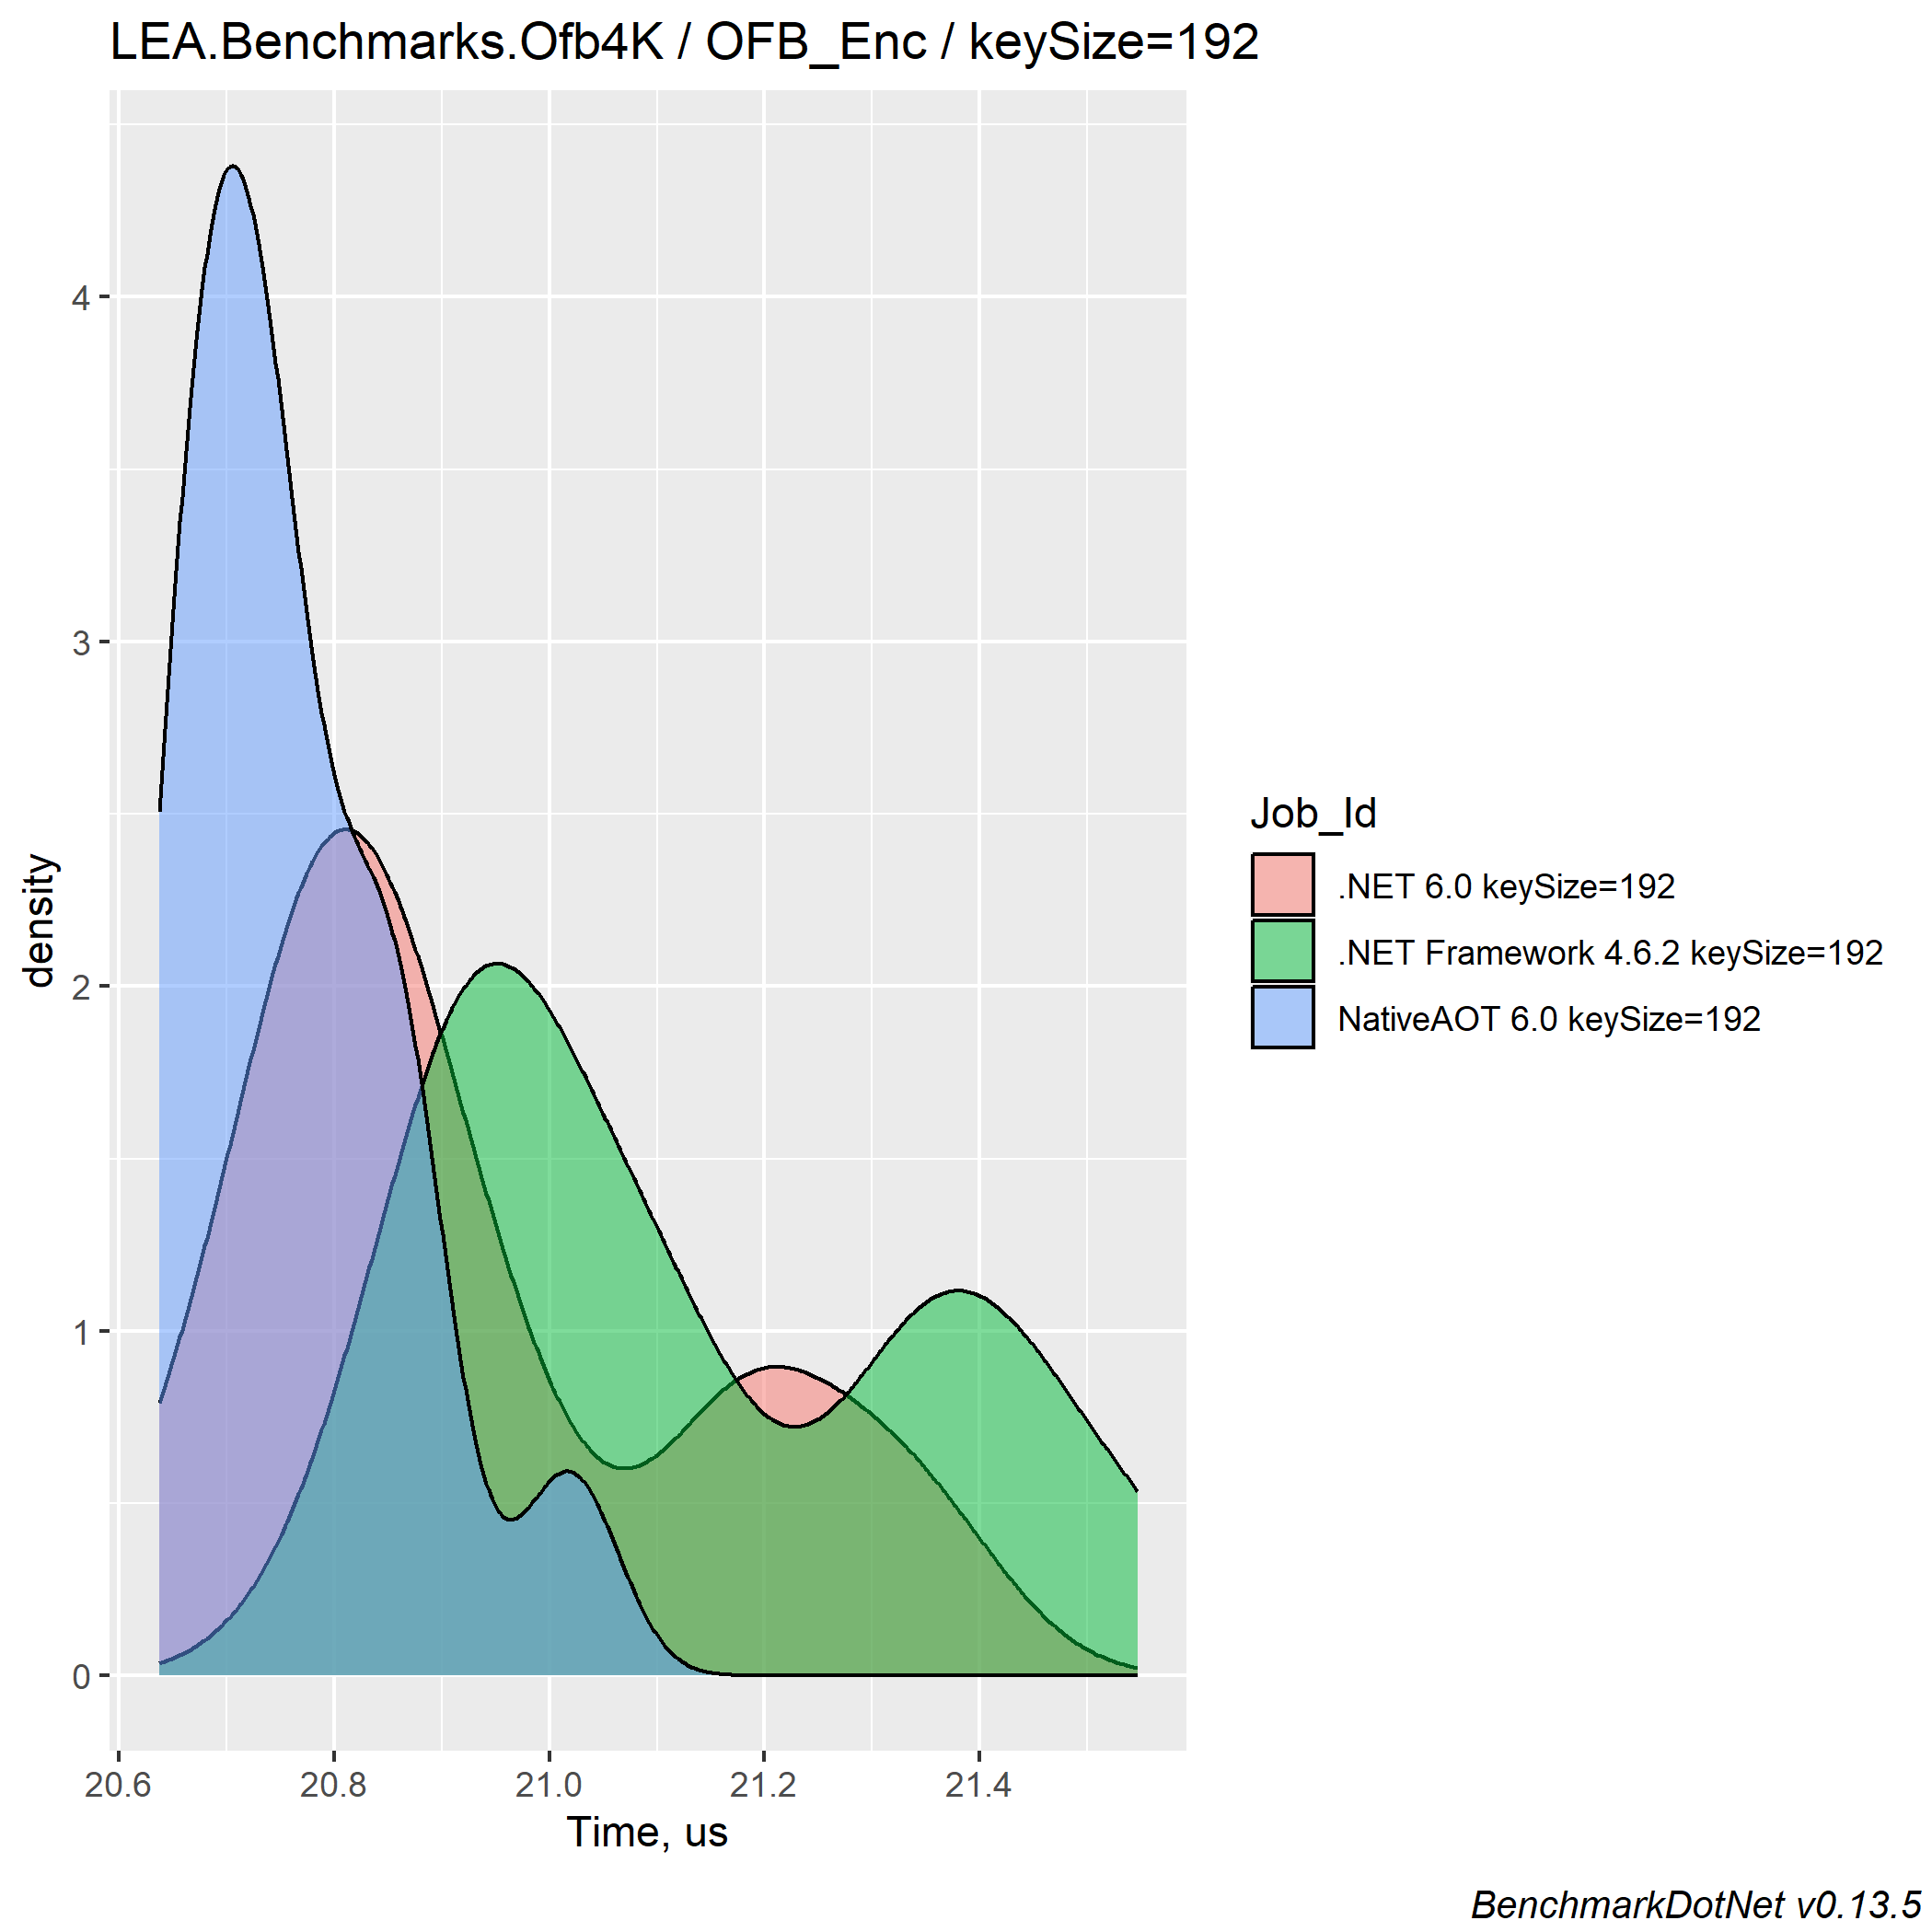 LEA.Benchmarks.Ofb4K / OFB_Enc / keySize=192
4
3
2
1
0
density
20.6 20.8 21.0 21.2 21.4
Time, us
Job_Id
.NET 6.0 keySize=192
.NET Framework 4.6.2 keySize=192
NativeAOT 6.0 keySize=192
BenchmarkDotNet v0.13.5